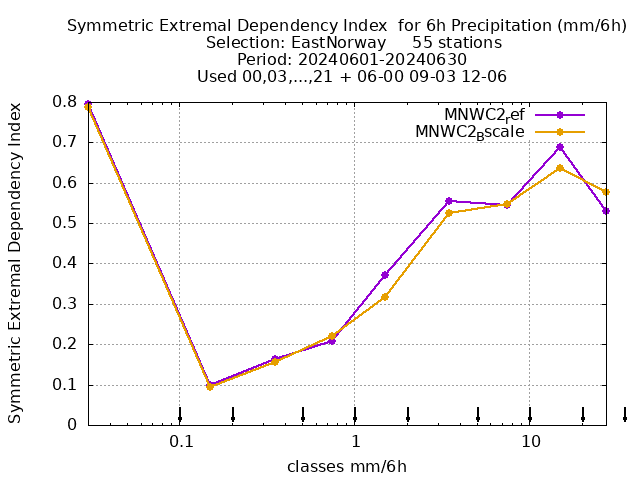 Symmetric Extremal Dependency Index  for 6h Precipitation (mm/6h)
Selection: EastNorway     55 stations
Period: 20240601-20240630
Used 00,03,...,21 + 06-00 09-03 12-06
MNWC2ref
MNWC2Bscale
Symmetric Extremal Dependency Index
0.8
0.7
0.6
0.5
0.4
0.3
0.2
0.1
0
0.1 1 10
classes mm/6h